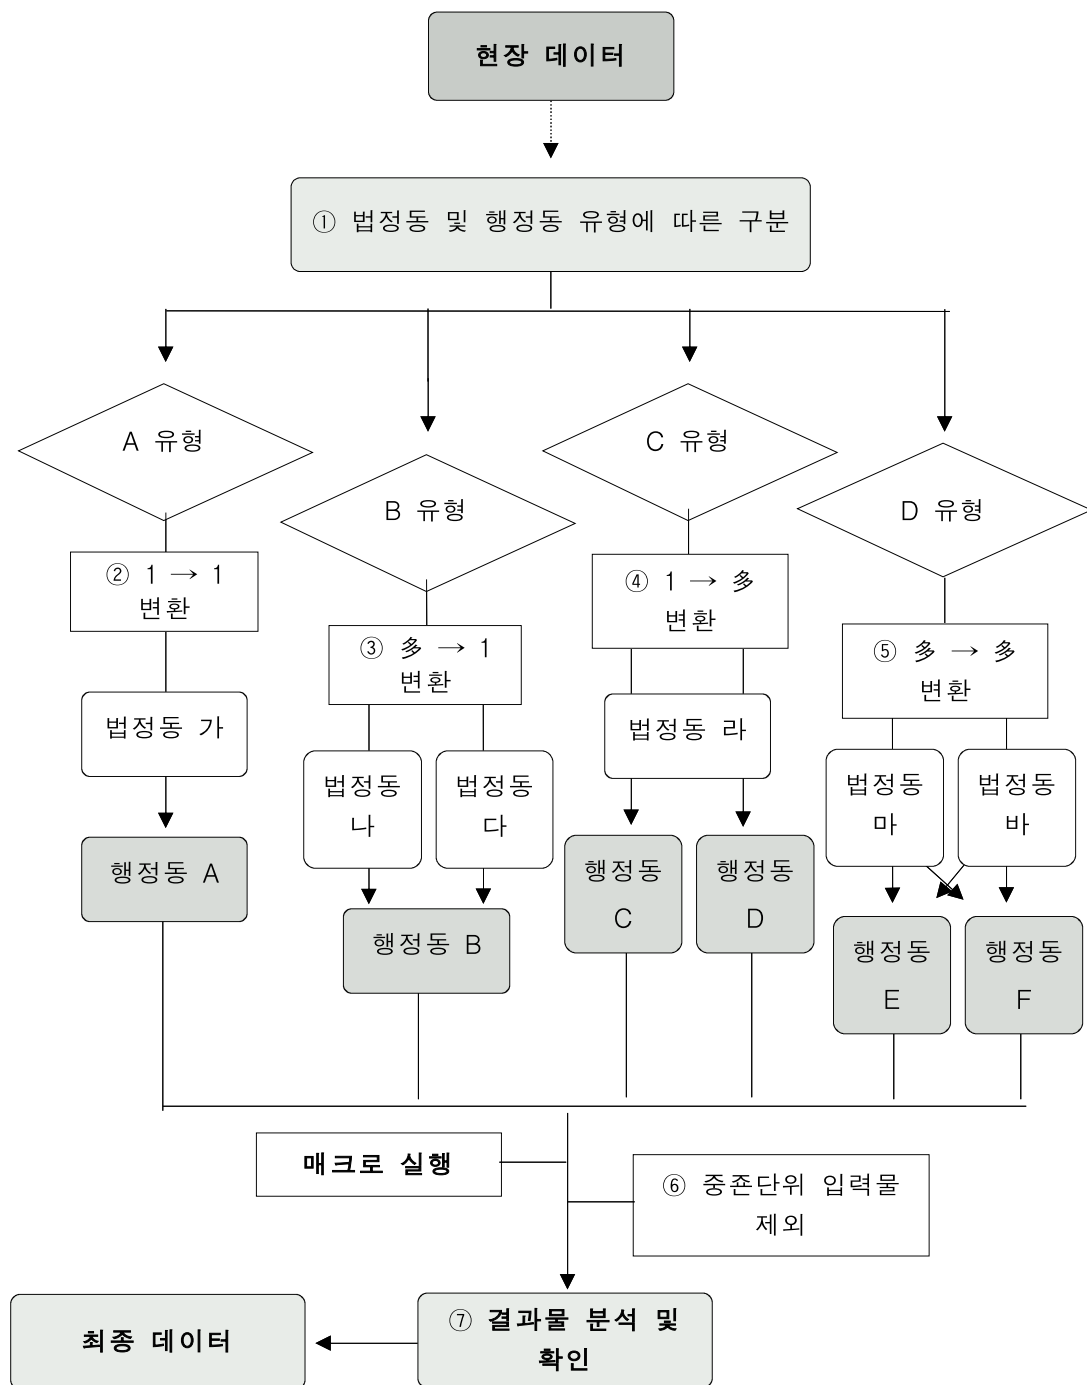 현장 데이터
① 법정동 및 행정동 유형에 따른 구분
A 유형
B 유형
C 유형
D 유형
② 1 → 1
변환
③ 多 → 1
변환
④ 1 → 多
변환
⑤ 多 → 多
변환
법정동 가
법정동
나
법정동
다
법정동 라
법정동
마
법정동
바
행정동 A
행정동 B
행정동
C
행정동
D
행정동
E
행정동
F
매크로 실행
⑥ 중죤단위 입력물
제외
⑦ 결과물 분석 및
확인
최종 데이터